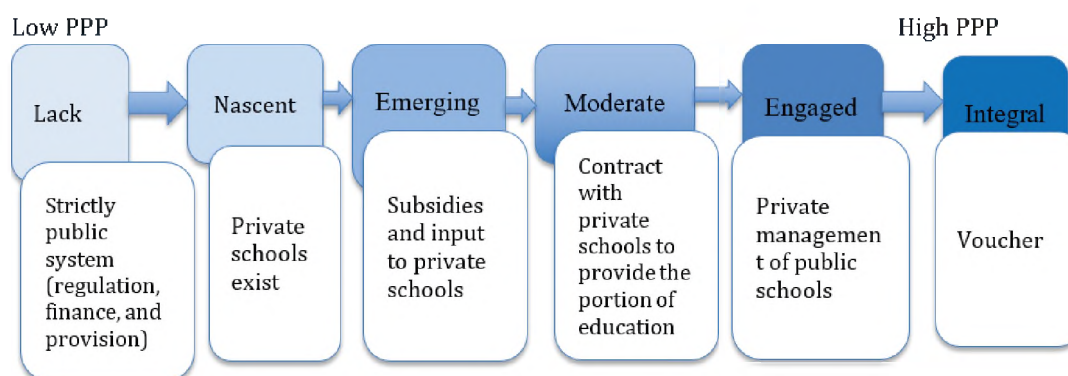 Low PPP
High PPP
Lack
Nascent
Emerging
Moderate
Engaged
Integral
Strictly
public
system
(regulation,
finance, and
provision)
Private
schools
exist
Subsidies
and input
to private
schools
Contract
with
private
schools to
provide the
portion of
education
Private
managemen
t of public
schools
Voucher